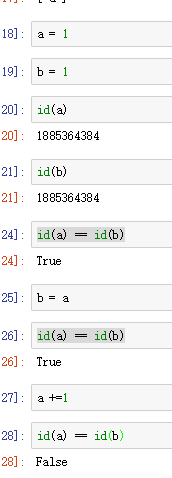 18]: a = 1
19]: b = 1
20]: id(a)
20]: 1885364384
21]: id(b)
21]: 1885364384
24]: id(a) == id(b)
24]: True
25]: b = a
26]: id(a) == id(b)
26]: True
27]: a +=1
28]: id(a) == id(b)
28]: False